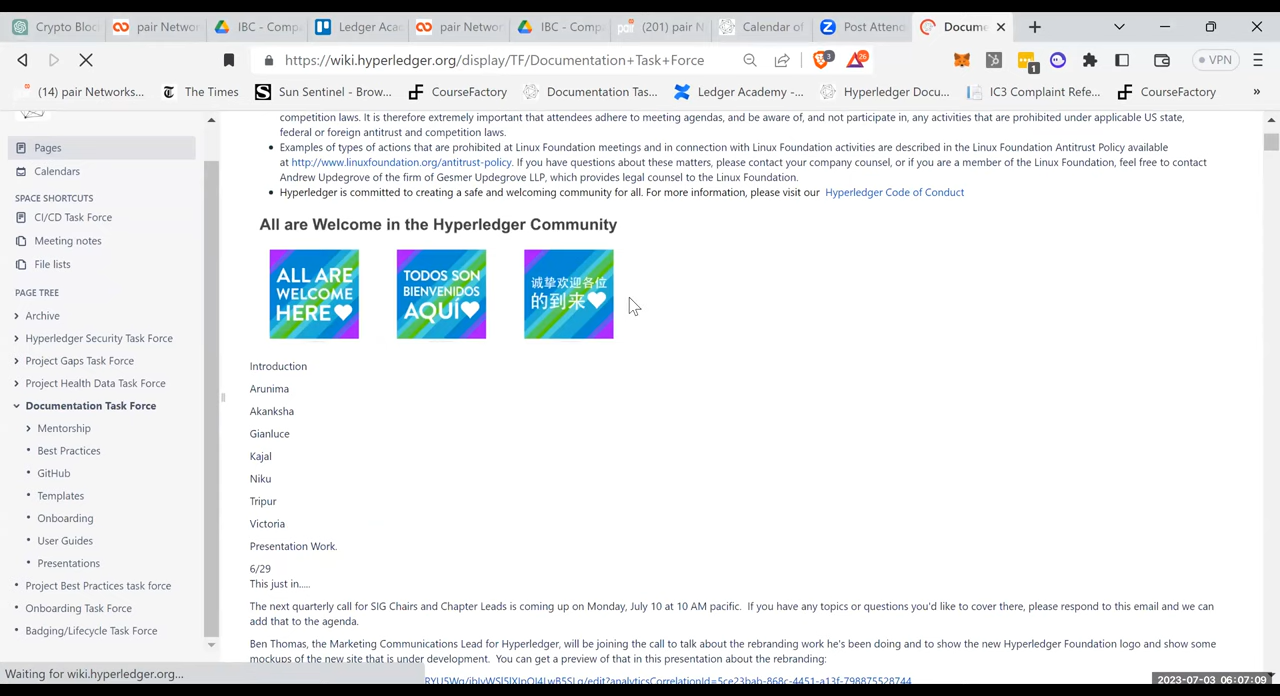 Crypto Bloc
pair Networ
IBC - Comp
Ledger Aca
pair Networ
IBC - Comp
(201) pair N
Calendar of
Post Attend
Docume
https://wiki.hyperledger.org/display/TF/Documentation+Task+Force
3
26
1
VPN
(14) pair Networks...
The Times
Sun Sentinel - Brow...
CourseFactory
Documentation Tas...
Ledger Academy -...
Hyperledger Docu...
IC3 Complaint Refe...
CourseFactory
»
Pages
Calendars
SPACE SHORTCUTS
CI/CD Task Force
Meeting notes
File lists
PAGE TREE
Archive
Hyperledger Security Task Force
Project Gaps Task Force
Project Health Data Task Force
Documentation Task Force
Mentorship
Best Practices
GitHub
Templates
Onboarding
User Guides
Presentations
Project Best Practices task force
Onboarding Task Force
Badging/Lifecycle Task Force
competition laws. It is therefore extremely important that attendees adhere to meeting agendas, and be aware of, and not participate in, any activities that are prohibited under applicable US state,
federal or foreign antitrust and competition laws.
• Examples of types of actions that are prohibited at Linux Foundation meetings and in connection with Linux Foundation activities are described in the Linux Foundation Antitrust Policy available
at http://www.linuxfoundation.org/antitrust-policy. If you have questions about these matters, please contact your company counsel, or if you are a member of the Linux Foundation, feel free to contact
Andrew Updegrove of the firm of Gesmer Updegrove LLP, which provides legal counsel to the Linux Foundation.
• Hyperledger is committed to creating a safe and welcoming community for all. For more information, please visit our Hyperledger Code of Conduct
All are Welcome in the Hyperledger Community
ALL ARE
WELCOME
HERE
TODOS SON
BIENVENIDOS
AQUÍ
诚挚欢迎各位
的到来
Introduction
Arunima
Akanksha
Gianluce
Kajal
Niku
Tripur
Victoria
Presentation Work.
6/29
This just in.....
The next quarterly call for SIG Chairs and Chapter Leads is coming up on Monday, July 10 at 10 AM pacific. If you have any topics or questions you'd like to cover there, please respond to this email and we can
add that to the agenda.
Ben Thomas, the Marketing Communications Lead for Hyperledger, will be joining the call to talk about the rebranding work he's been doing and to show the new Hyperledger Foundation logo and show some
mockups of the new site that is under development. You can get a preview of that in this presentation about the rebranding:
Waiting for wiki.hyperledger.org...
2023-07-03 06:07:09